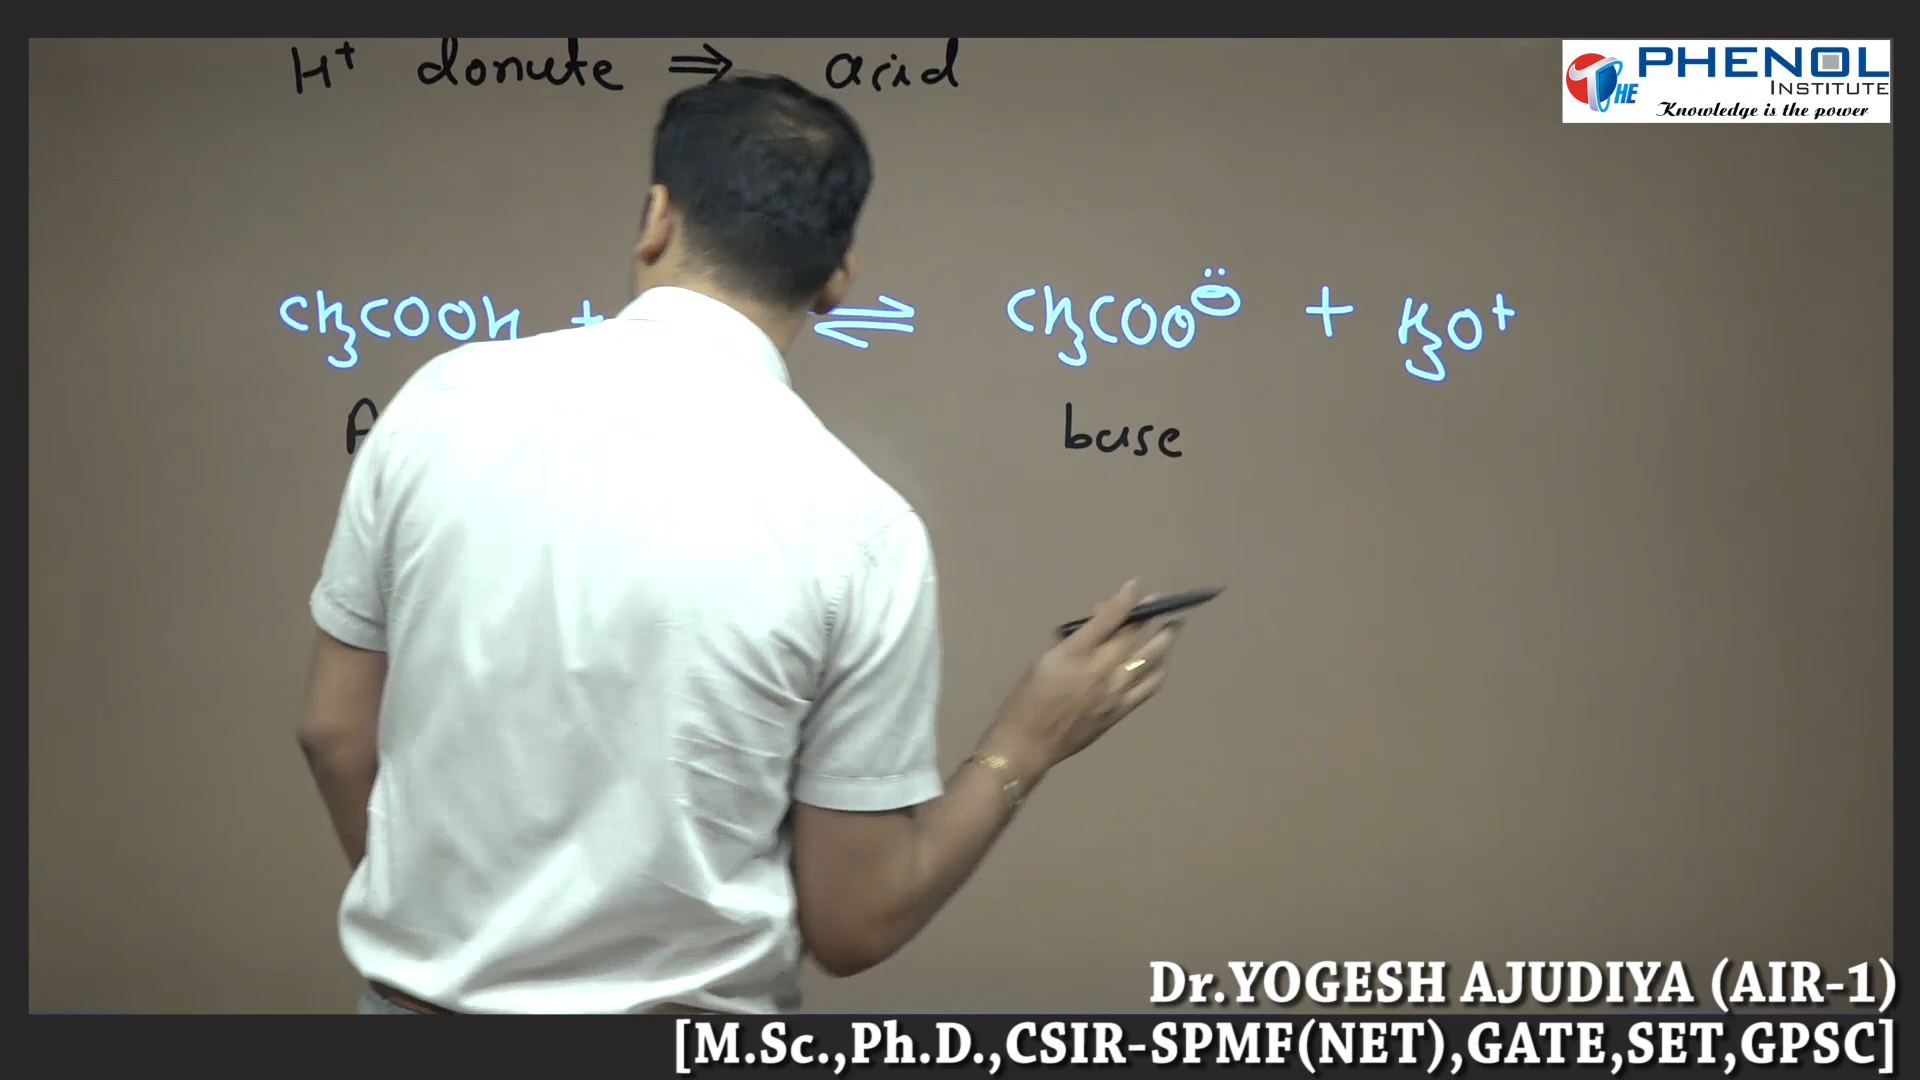 H⁺ donute ⇒ acid
THE PHENOL
INSTITUTE
Knowledge is the power
CH₃COOH + ⇌ CH₃COO⊖̈ + H₃O⁺
base
Dr.YOGESH AJUDIYA (AIR-1)
[M.Sc.,Ph.D.,CSIR-SPMF(NET),GATE,SET,GPSC]